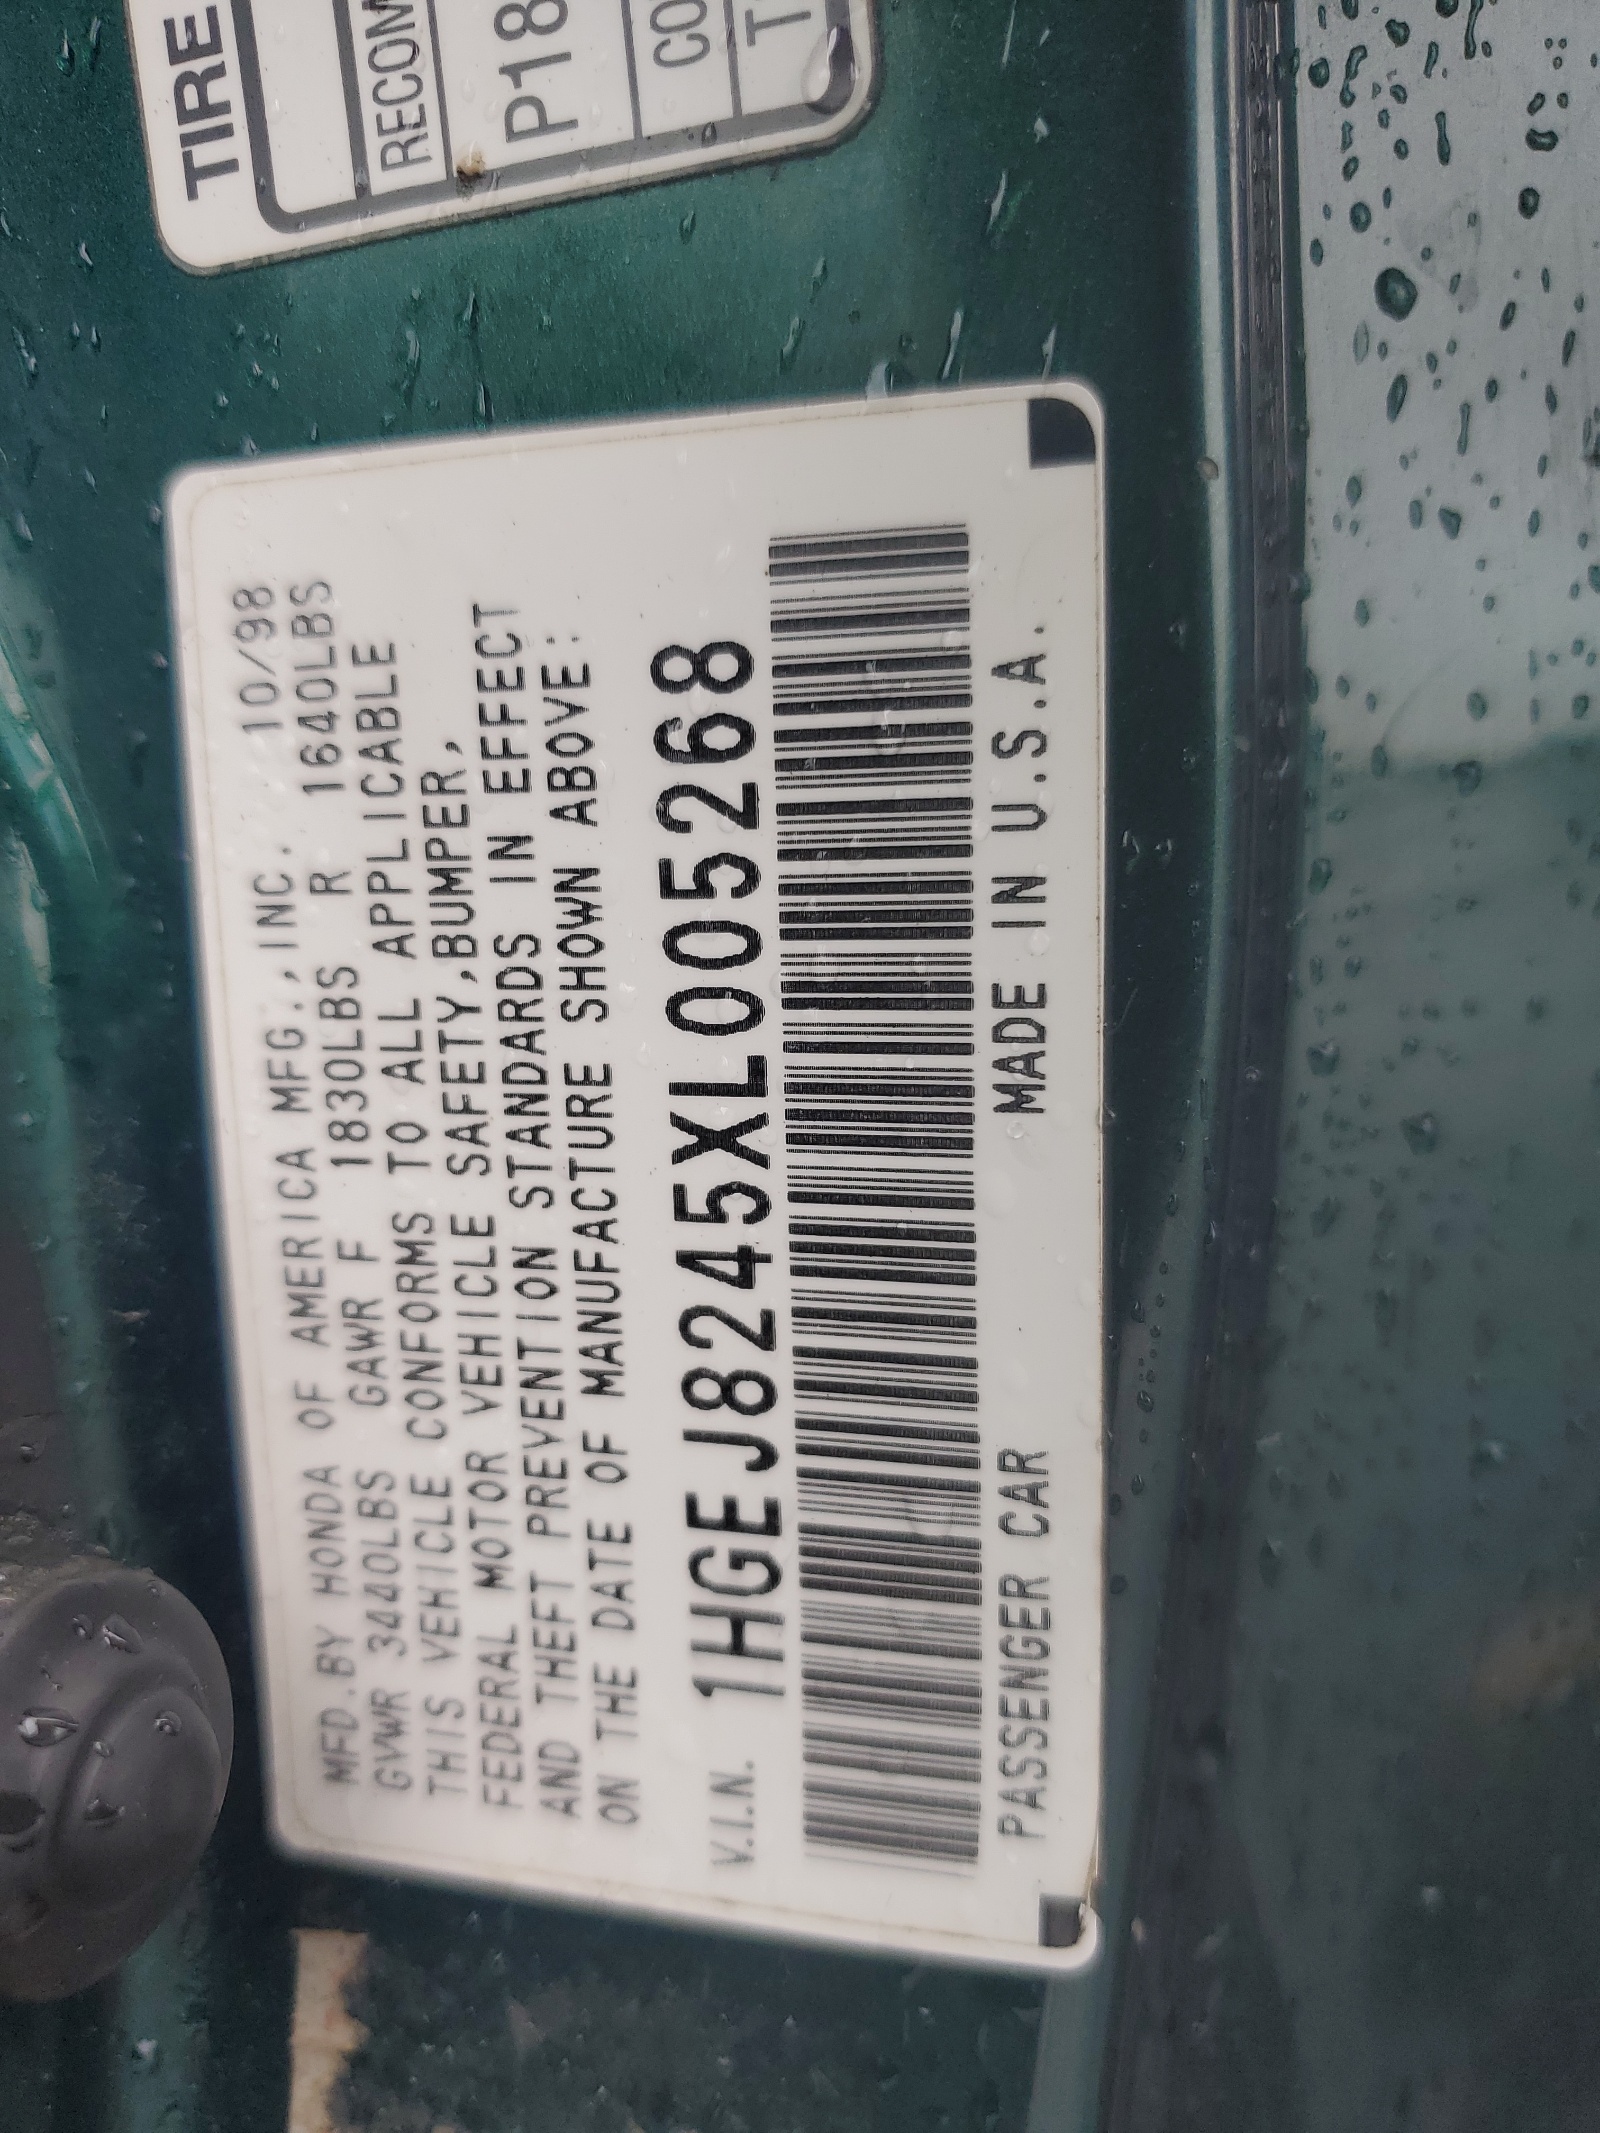 MFD.BY HONDA OF AMERICA MFG.,INC. 10/98
GVWR 3440LBS GAWR F 1830LBS R 1640LBS
THIS VEHICLE CONFORMS TO ALL APPLICABLE
FEDERAL MOTOR VEHICLE SAFETY,BUMPER,
AND THEFT PREVENTION STANDARDS IN EFFECT
ON THE DATE OF MANUFACTURE SHOWN ABOVE:
V.I.N. 1HGEJ8245XL005268
PASSENGER CAR MADE IN U.S.A.
TIRE
RECOM
P18
CO